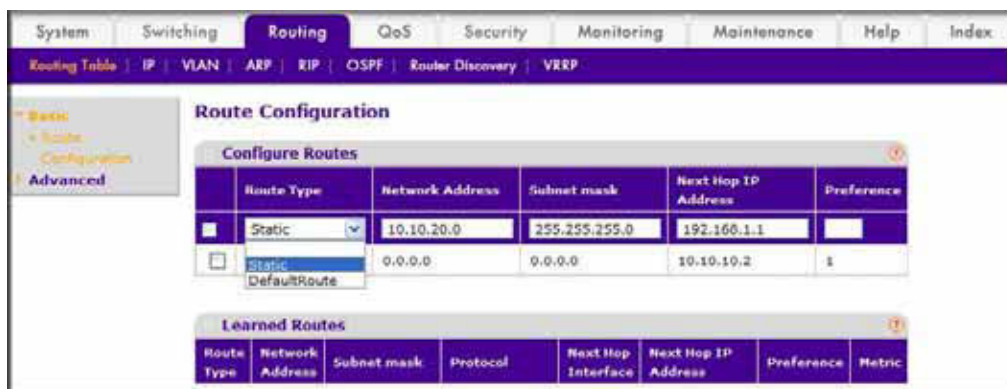 System Switching Routing QoS Security Monitoring Maintenance Help Index
Routing Table | IP | VLAN | ARP | RIP | OSPF | Router Discovery | VRRP
Basic
Route
Configuration
Advanced
Route Configuration
Configure Routes
Route Type Network Address Subnet mask Next Hop IP Address Preference
Static 10.10.20.0 255.255.255.0 192.168.1.1
Static
DefaultRoute
0.0.0.0 0.0.0.0 10.10.10.2 1
Learned Routes
Route Type Network Address Subnet mask Protocol Next Hop Interface Next Hop IP Address Preference Metric